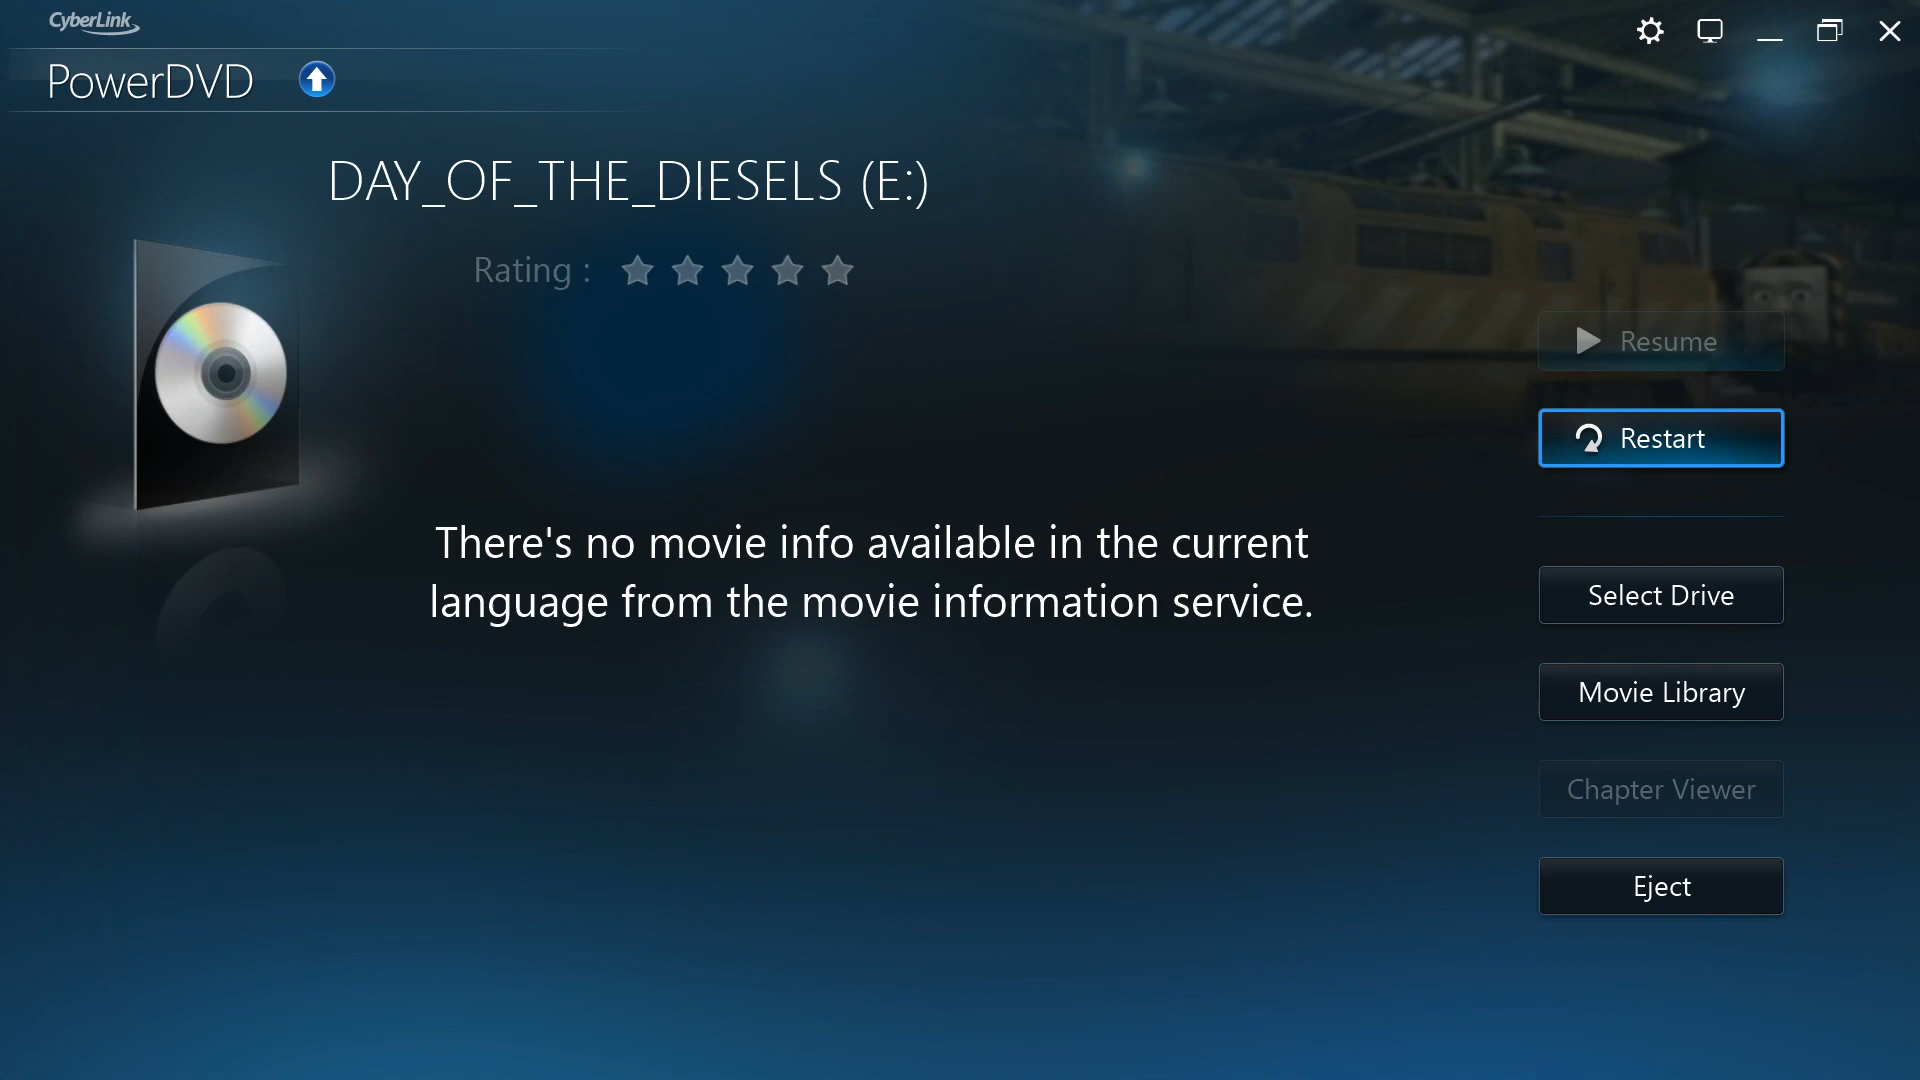 CyberLink
PowerDVD
DAY_OF_THE_DIESELS (E:)
Rating :
Resume
Restart
There's no movie info available in the current
language from the movie information service.
Select Drive
Movie Library
Chapter Viewer
Eject